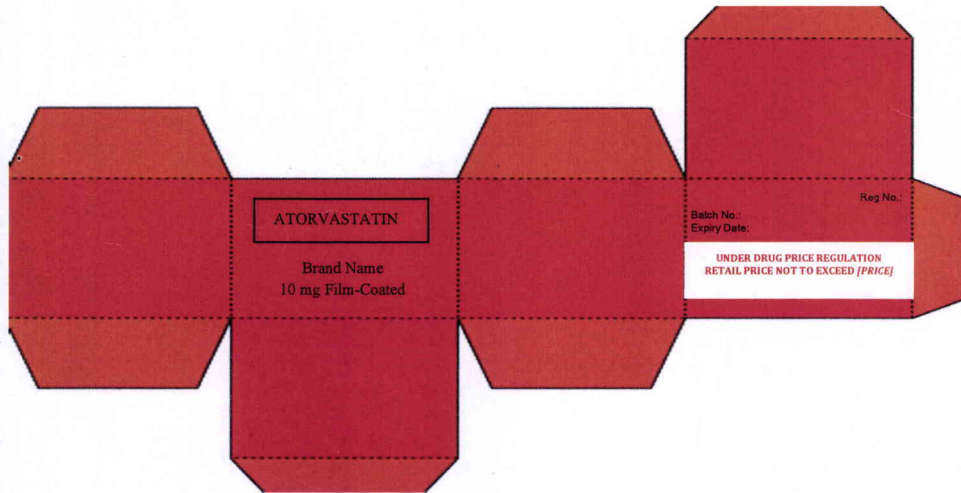 ATORVASTATIN
Brand Name
10 mg Film-Coated
Reg No.:
Batch No.:
Expiry Date:
UNDER DRUG PRICE REGULATION
RETAIL PRICE NOT TO EXCEED [PRICE]